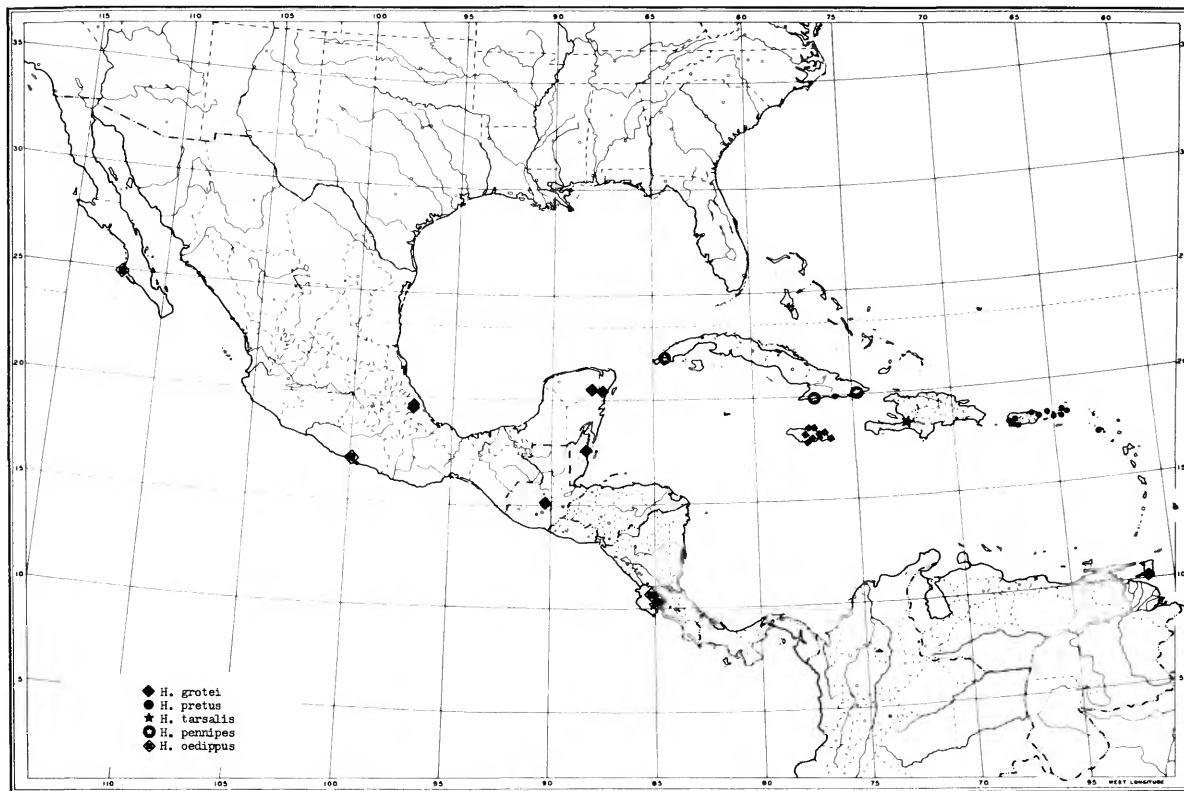 115 110 105 100 95 90 85 80 75 70 65 60
35
30
25
20
15
10
5
H. grotei
H. pretus
H. tarsalis
H. pennipes
H. oedippus
110 105 100 95 90 85 80 75 70 65 WEST LONGITUDE